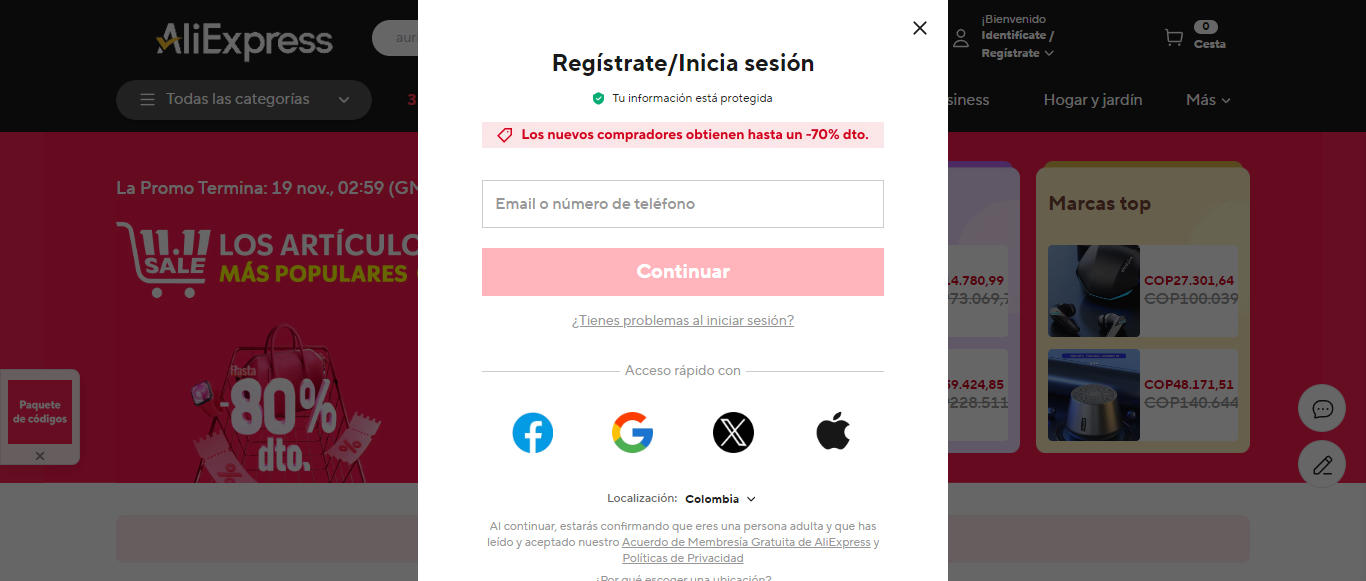 AliExpress
aur
¡Bienvenido
Identifícate /
Regístrate
0
Cesta
Todas las categorías
3
siness
Hogar y jardín
Más
Regístrate/Inicia sesión
Tu información está protegida
Los nuevos compradores obtienen hasta un -70% dto.
Email o número de teléfono
Continuar
¿Tienes problemas al iniciar sesión?
Acceso rápido con
Localización: Colombia
Al continuar, estarás confirmando que eres una persona adulta y que has
leído y aceptado nuestro Acuerdo de Membresía Gratuita de AliExpress y
Políticas de Privacidad
¿Por qué escoger una ubicación?
La Promo Termina: 19 nov., 02:59 (GM
11.11
SALE
LOS ARTÍCULO
MÁS POPULARES
Hasta
-80%
dto.
%
%
Paquete
de códigos
Marcas top
4.780,99
73.069,7
COP27.301,64
COP100.039
59.424,85
228.511
COP48.171,51
COP140.644